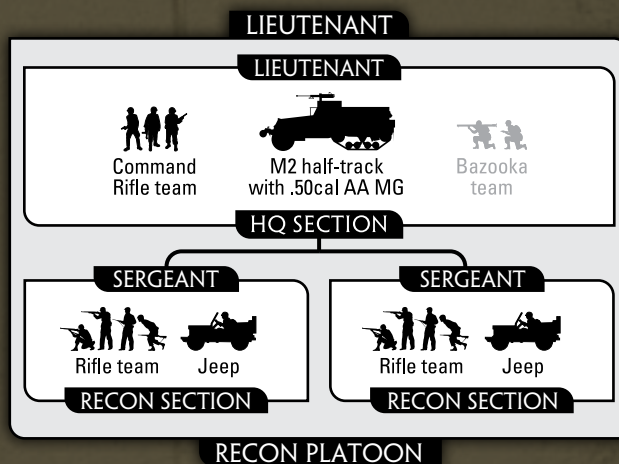 LIEUTENANT
LIEUTENANT
Command
Rifle team
M2 half-track
with .50cal AA MG
Bazooka
team
HQ SECTION
SERGEANT
Rifle team
Jeep
RECON SECTION
SERGEANT
Rifle team
Jeep
RECON SECTION
RECON PLATOON